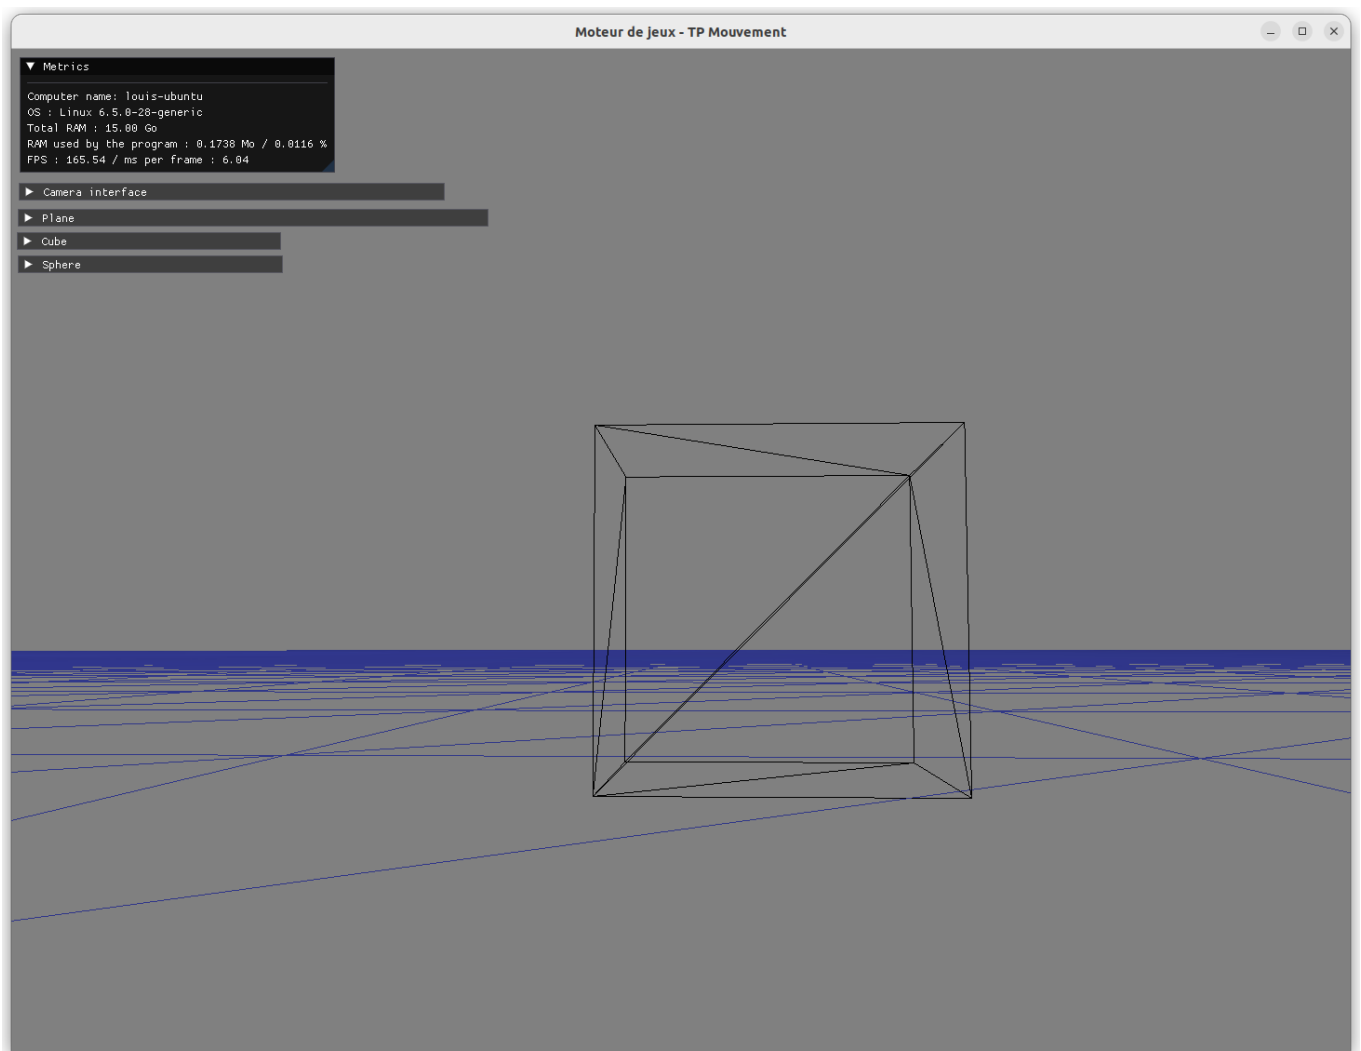 Moteur de jeux - TP Mouvement
Metrics
Computer name: louis-ubuntu
OS : Linux 6.5.0-28-generic
Total RAM : 15.00 Go
RAM used by the program : 0.1738 Mo / 0.0116 %
FPS : 165.54 / ms per frame : 6.04
Camera interface
Plane
Cube
Sphere